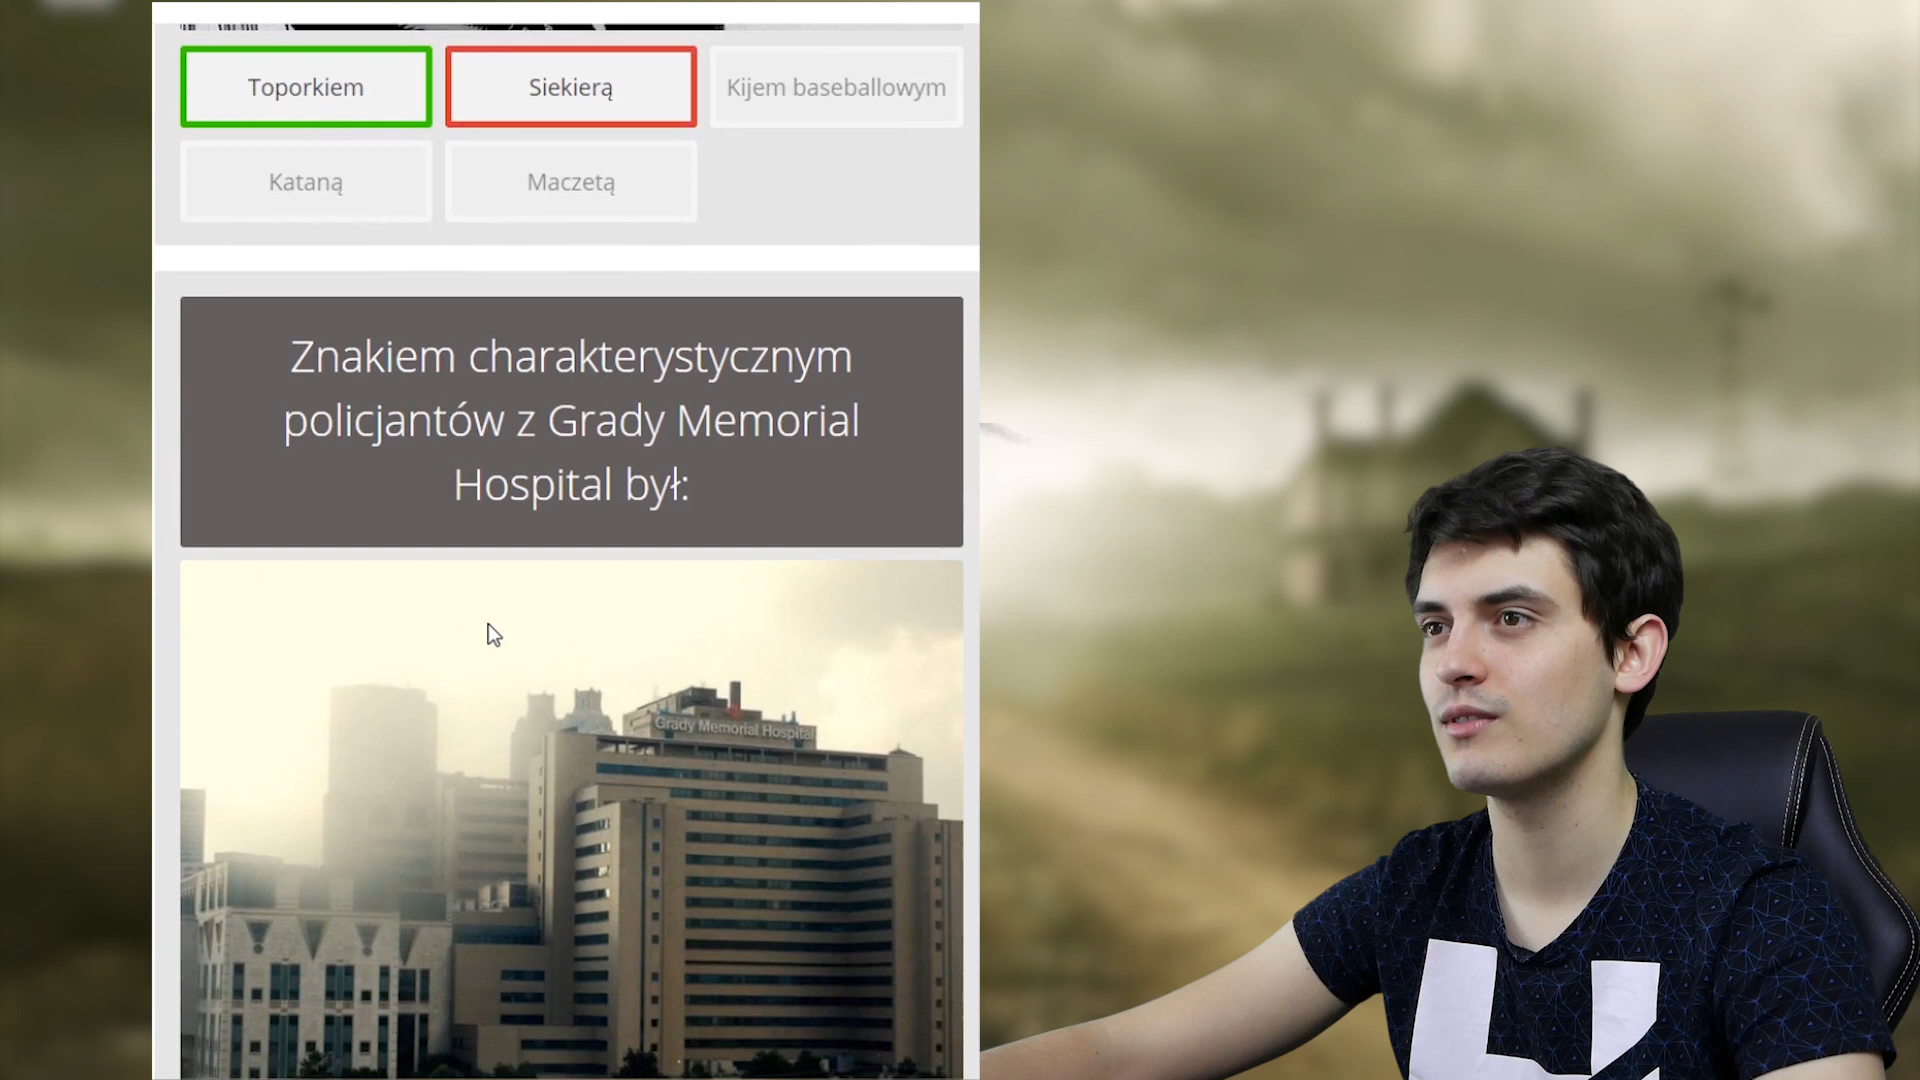 Toporkiem
Siekierą
Kijem baseballowym
Kataną
Maczetą
Znakiem charakterystycznym
policjantów z Grady Memorial
Hospital był:
Grady Memorial Hospital